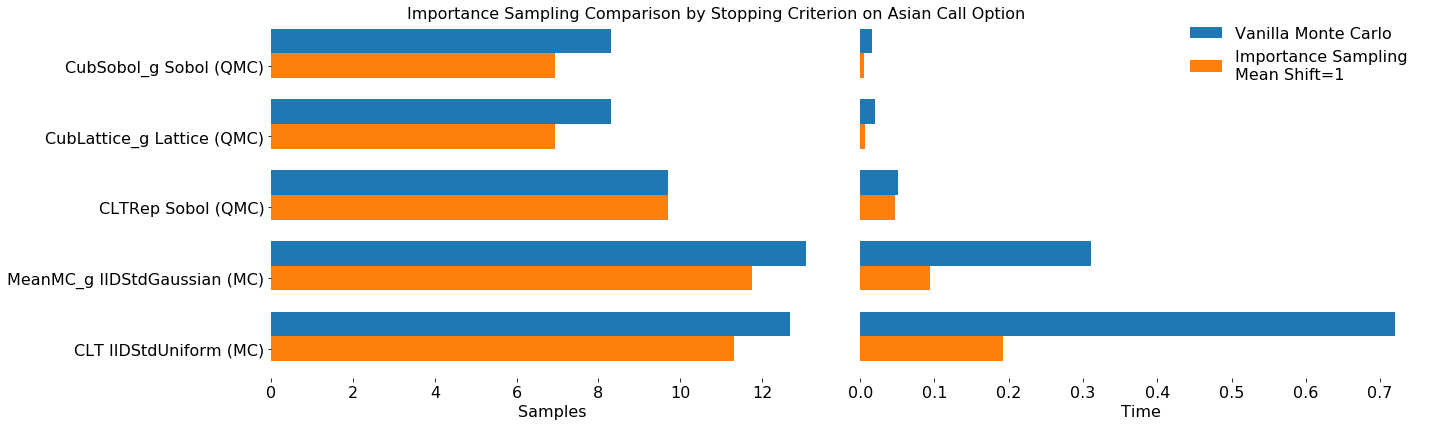 Importance Sampling Comparison by Stopping Criterion on Asian Call Option
Vanilla Monte Carlo
Importance Sampling
Mean Shift=1
CubSobol_g Sobol (QMC)
CubLattice_g Lattice (QMC)
CLTRep Sobol (QMC)
MeanMC_g IIDStdGaussian (MC)
CLT IIDStdUniform (MC)
0 2 4 6 8 10 12
Samples
0.0 0.1 0.2 0.3 0.4 0.5 0.6 0.7
Time